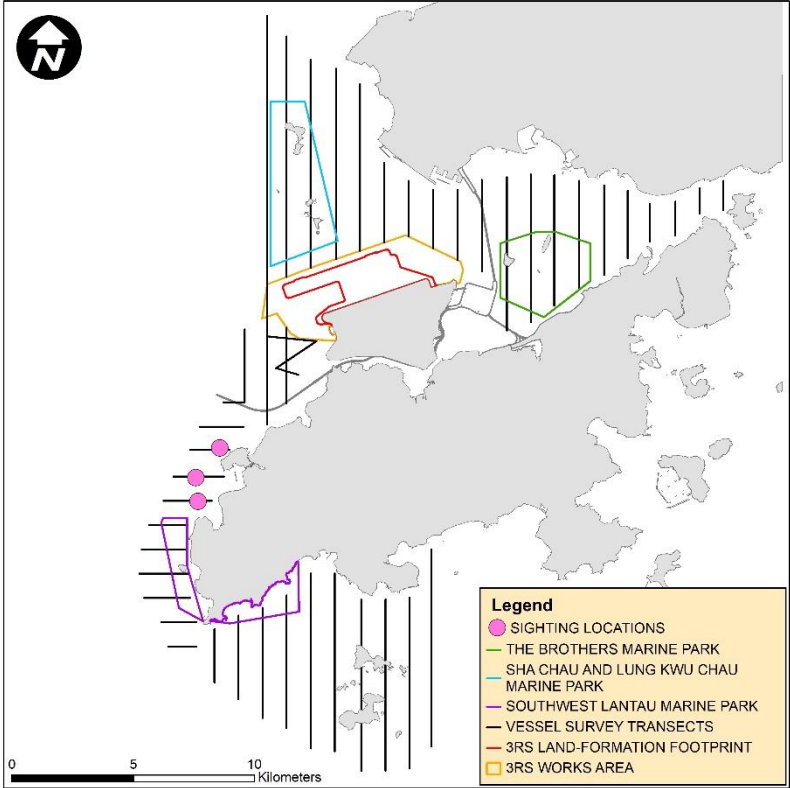 N
Legend
SIGHTING LOCATIONS
THE BROTHERS MARINE PARK
SHA CHAU AND LUNG KWU CHAU
MARINE PARK
SOUTHWEST LANTAU MARINE PARK
VESSEL SURVEY TRANSECTS
3RS LAND-FORMATION FOOTPRINT
3RS WORKS AREA
0 5 10
Kilometers